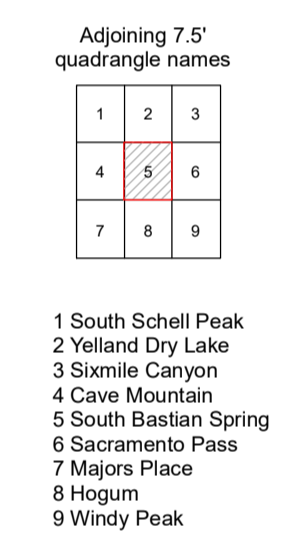 Adjoining 7.5'
quadrangle names
1 2 3
4 5 6
7 8 9
1 South Schell Peak
2 Yelland Dry Lake
3 Sixmile Canyon
4 Cave Mountain
5 South Bastian Spring
6 Sacramento Pass
7 Majors Place
8 Hogum
9 Windy Peak